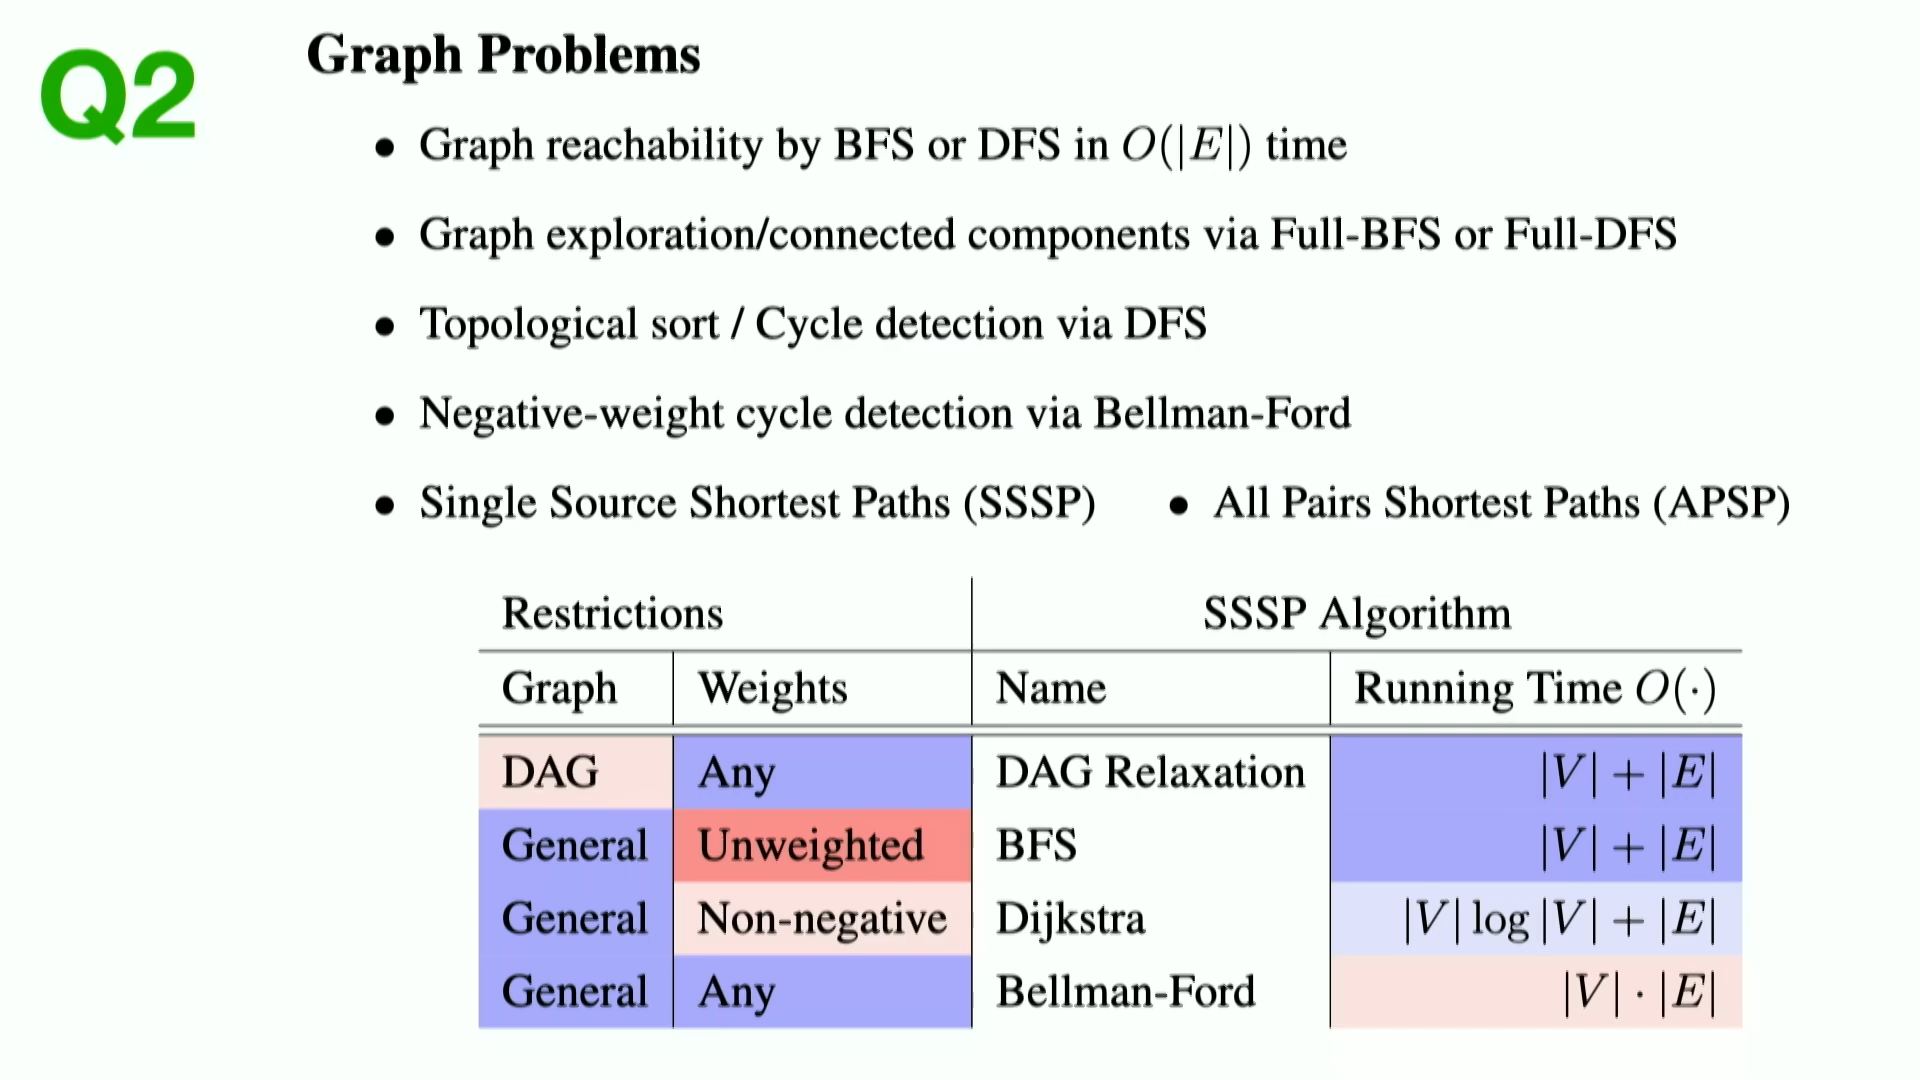 Q2
Graph Problems
• Graph reachability by BFS or DFS in O(|E|) time
• Graph exploration/connected components via Full-BFS or Full-DFS
• Topological sort / Cycle detection via DFS
• Negative-weight cycle detection via Bellman-Ford
• Single Source Shortest Paths (SSSP) • All Pairs Shortest Paths (APSP)
Restrictions SSSP Algorithm
Graph Weights Name Running Time O(·)
DAG Any DAG Relaxation |V| + |E|
General Unweighted BFS |V| + |E|
General Non-negative Dijkstra |V| log |V| + |E|
General Any Bellman-Ford |V| · |E|